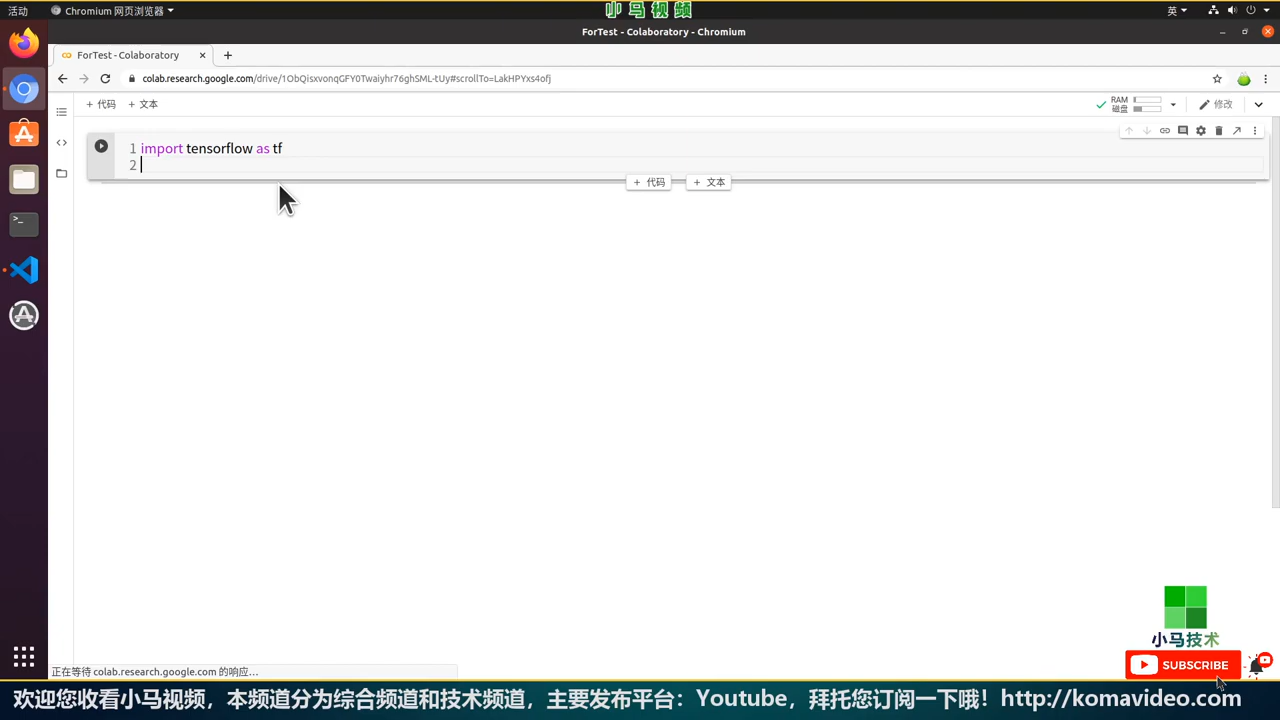 活动
Chromium 网页浏览器
小马视频
英
ForTest - Colaboratory - Chromium
ForTest - Colaboratory
colab.research.google.com/drive/1ObQisxvonqGFY0Twaiyhr76ghSML-tUy#scrollTo=LakHPYxs4ofj
+ 代码 + 文本
RAM
磁盘
修改
1 import tensorflow as tf
2
+ 代码 + 文本
小马技术
SUBSCRIBE
正在等待 colab.research.google.com 的响应...
欢迎您收看小马视频，本频道分为综合频道和技术频道，主要发布平台：Youtube，拜托您订阅一下哦！http://komavideo.com